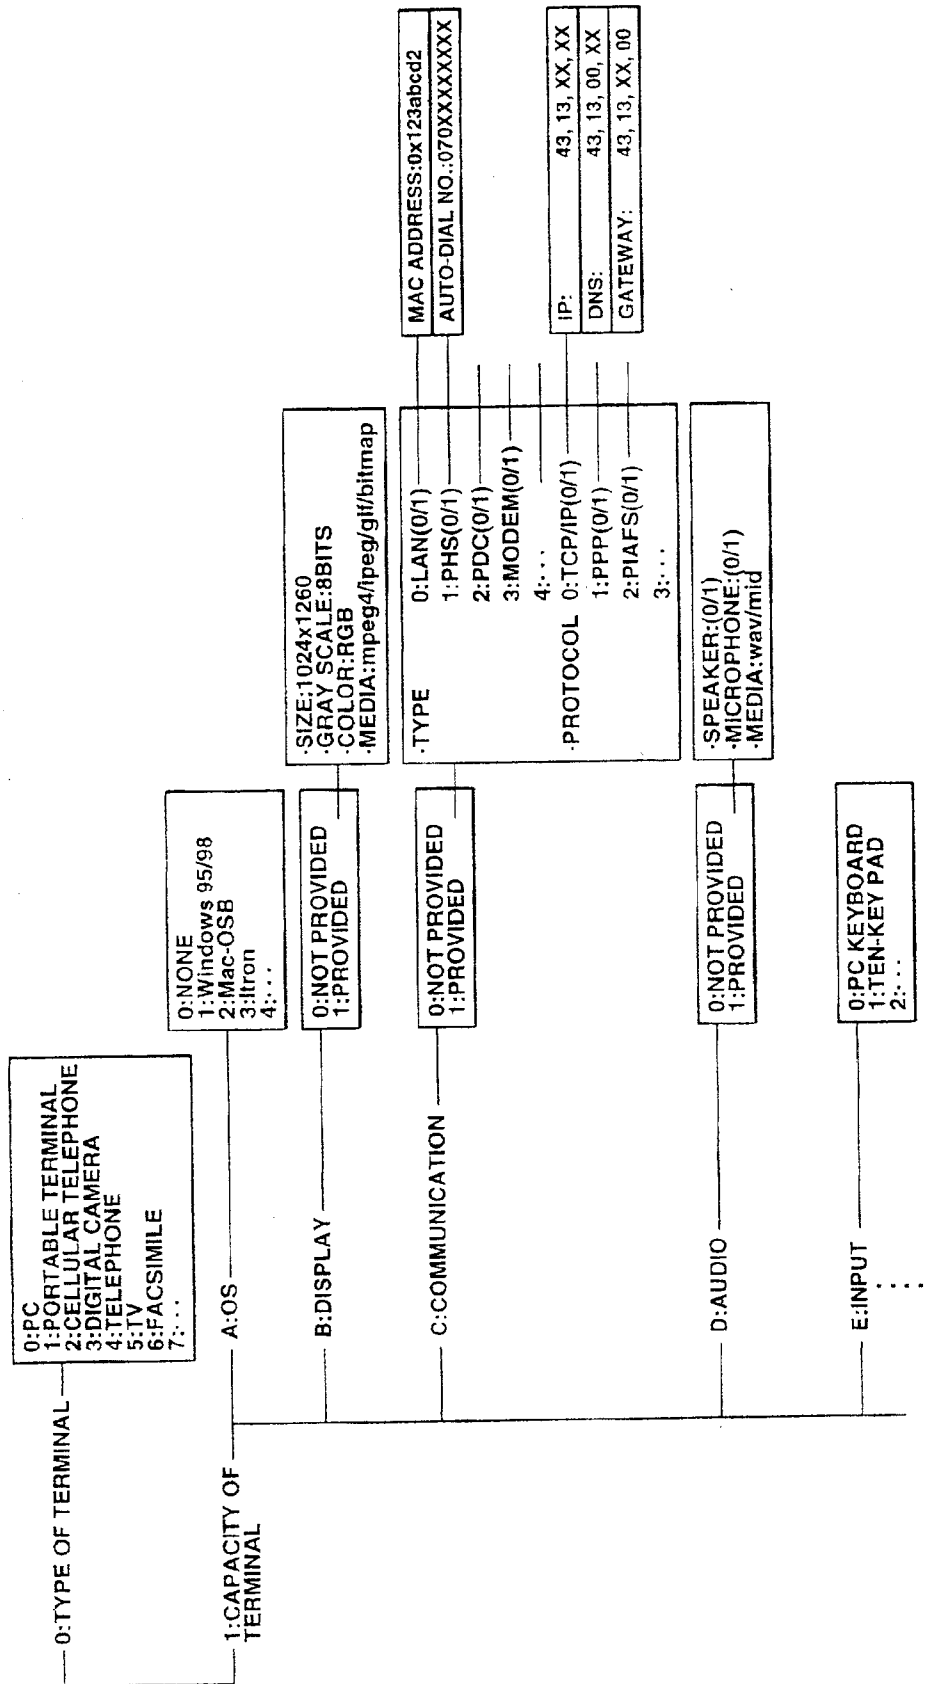 0:TYPE OF TERMINAL
0:PC
1:PORTABLE TERMINAL
2:CELLULAR TELEPHONE
3:DIGITAL CAMERA
4:TELEPHONE
5:TV
6:FACSIMILE
7:···
1:CAPACITY OF
TERMINAL
A:OS
0:NONE
1:Windows 95/98
2:Mac-OSB
3:Itron
4:···
B:DISPLAY
0:NOT PROVIDED
1:PROVIDED
·SIZE:1024x1260
·GRAY SCALE:8BITS
·COLOR:RGB
·MEDIA:mpeg4/ipeg/gif/bitmap
C:COMMUNICATION
0:NOT PROVIDED
1:PROVIDED
·TYPE 0:LAN(0/1)
1:PHS(0/1)
2:PDC(0/1)
3:MODEM(0/1)
4:···
·PROTOCOL 0:TCP/IP(0/1)
1:PPP(0/1)
2:PIAFS(0/1)
3:···
MAC ADDRESS:0x123abcd2
AUTO-DIAL NO.:070XXXXXXXX
IP: 43, 13, XX, XX
DNS: 43, 13, 00, XX
GATEWAY: 43, 13, XX, 00
D:AUDIO
0:NOT PROVIDED
1:PROVIDED
·SPEAKER:(0/1)
·MICROPHONE:(0/1)
·MEDIA:wav/mid
E:INPUT
0:PC KEYBOARD
1:TEN-KEY PAD
2:···